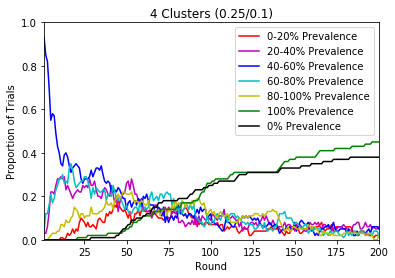 4 Clusters (0.25/0.1)
Proportion of Trials
1.0
0.8
0.6
0.4
0.2
0.0
0-20% Prevalence
20-40% Prevalence
40-60% Prevalence
60-80% Prevalence
80-100% Prevalence
100% Prevalence
0% Prevalence
25
50
75
100
125
150
175
200
Round